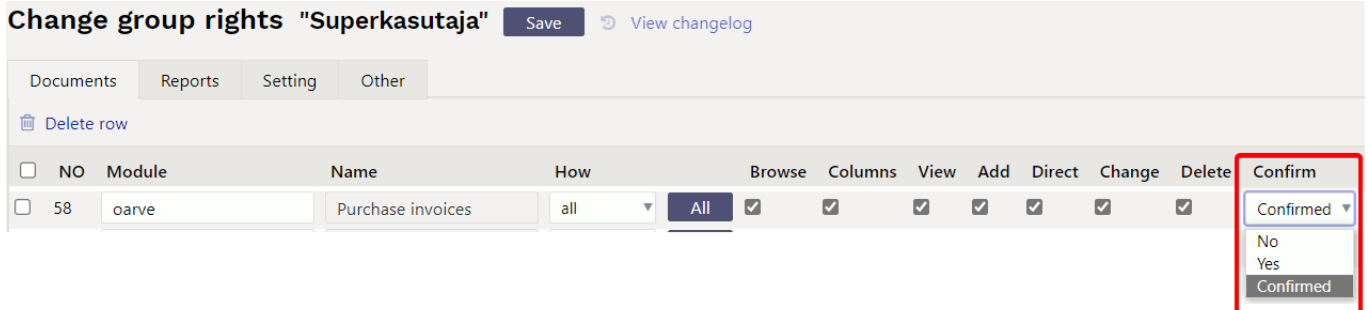 Change group rights "Superkasutaja" Save View changelog
Documents Reports Setting Other
Delete row
NO Module Name How Browse Columns View Add Direct Change Delete Confirm
58 oarve Purchase invoices all All Confirmed
No
Yes
Confirmed